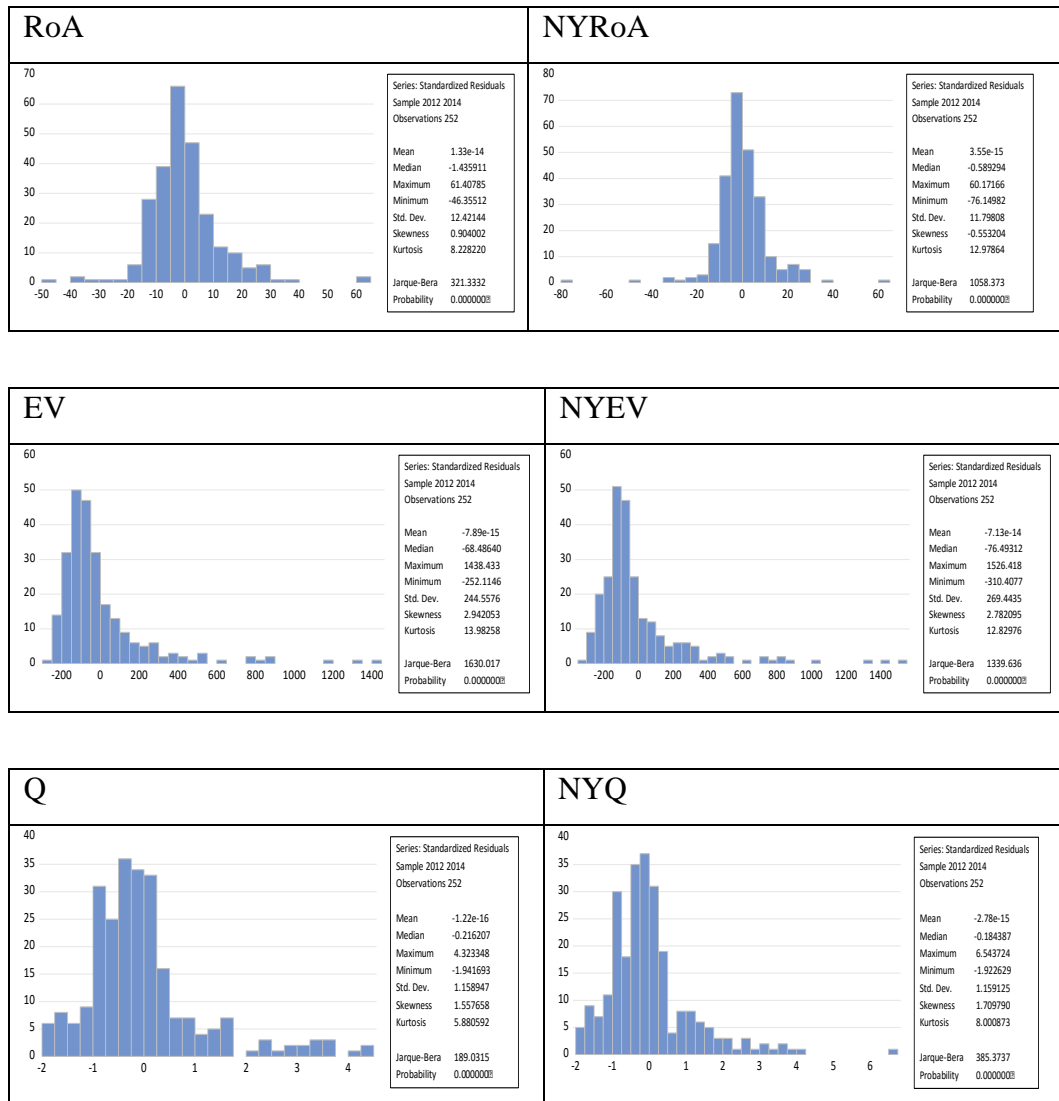 RoA
NYRoA
70
60
50
40
30
20
10
0
-50 -40 -30 -20 -10 0 10 20 30 40 50 60
Series: Standardized Residuals
Sample 2012 2014
Observations 252
Mean 1.33e-14
Median -1.435911
Maximum 61.40785
Minimum -46.35512
Std. Dev. 12.42144
Skewness 0.904002
Kurtosis 8.228220
Jarque-Bera 321.3332
Probability 0.000000
80
70
60
50
40
30
20
10
0
-80 -60 -40 -20 0 20 40 60
Series: Standardized Residuals
Sample 2012 2014
Observations 252
Mean 3.55e-15
Median -0.589294
Maximum 60.17166
Minimum -76.14982
Std. Dev. 11.79808
Skewness -0.553204
Kurtosis 12.97864
Jarque-Bera 1058.373
Probability 0.000000
EV
NYEV
60
50
40
30
20
10
0
-200 0 200 400 600 800 1000 1200 1400
Series: Standardized Residuals
Sample 2012 2014
Observations 252
Mean -7.89e-15
Median -68.48640
Maximum 1438.433
Minimum -252.1146
Std. Dev. 244.5576
Skewness 2.942053
Kurtosis 13.98258
Jarque-Bera 1630.017
Probability 0.000000
60
50
40
30
20
10
0
-200 0 200 400 600 800 1000 1200 1400
Series: Standardized Residuals
Sample 2012 2014
Observations 252
Mean -7.13e-14
Median -76.49312
Maximum 1526.418
Minimum -310.4077
Std. Dev. 269.4435
Skewness 2.782095
Kurtosis 12.82976
Jarque-Bera 1339.636
Probability 0.000000
Q
NYQ
40
35
30
25
20
15
10
5
0
-2 -1 0 1 2 3 4
Series: Standardized Residuals
Sample 2012 2014
Observations 252
Mean -1.22e-16
Median -0.216207
Maximum 4.323348
Minimum -1.941693
Std. Dev. 1.158947
Skewness 1.557658
Kurtosis 5.880592
Jarque-Bera 189.0315
Probability 0.000000
40
35
30
25
20
15
10
5
0
-2 -1 0 1 2 3 4 5 6
Series: Standardized Residuals
Sample 2012 2014
Observations 252
Mean -2.78e-15
Median -0.184387
Maximum 6.543724
Minimum -1.922629
Std. Dev. 1.159125
Skewness 1.709790
Kurtosis 8.000873
Jarque-Bera 385.3737
Probability 0.000000